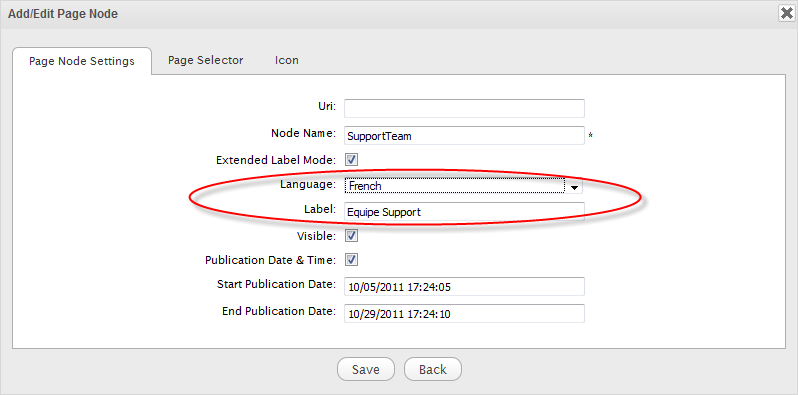 Add/Edit Page Node
Page Node Settings Page Selector Icon
Uri:
Node Name: SupportTeam *
Extended Label Mode:
Language: French
Label: Equipe Support
Visible:
Publication Date & Time:
Start Publication Date: 10/05/2011 17:24:05
End Publication Date: 10/29/2011 17:24:10
Save Back